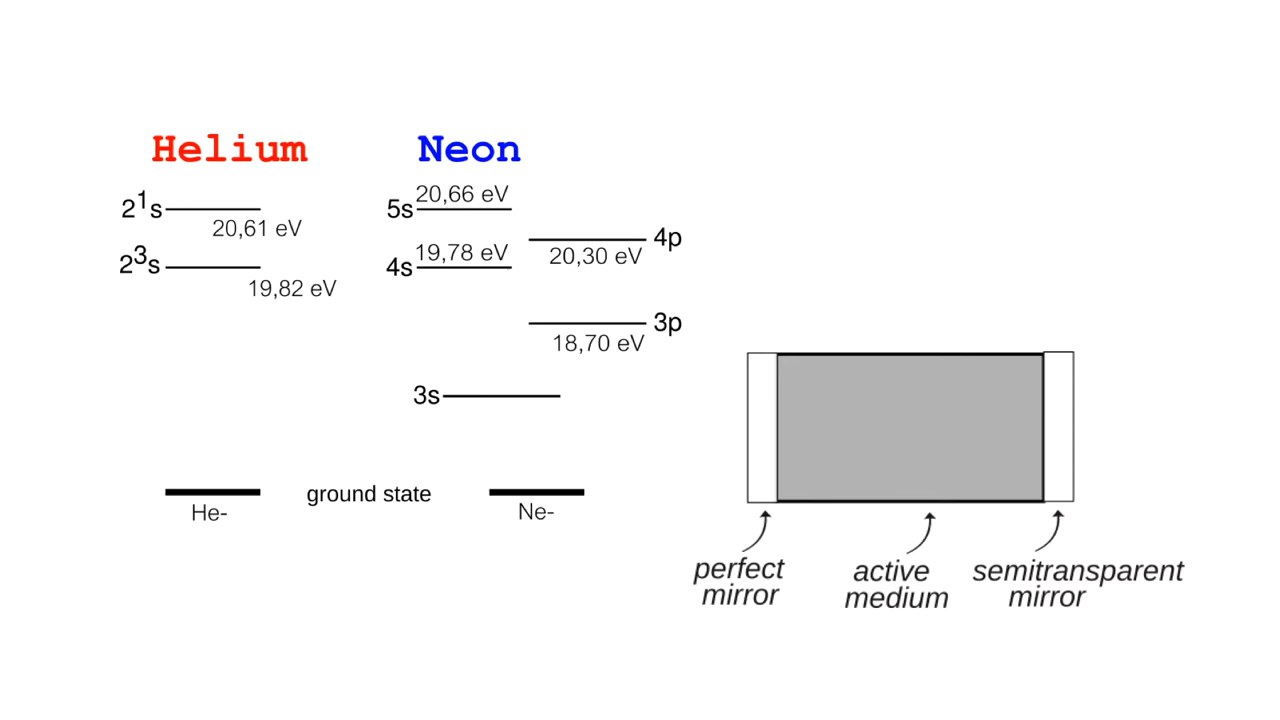 Helium
Neon
2¹s
20,61 eV
2³s
19,82 eV
5s
20,66 eV
4p
20,30 eV
4s
19,78 eV
3p
18,70 eV
3s
ground state
He-
Ne-
perfect
mirror
active
medium
semitransparent
mirror